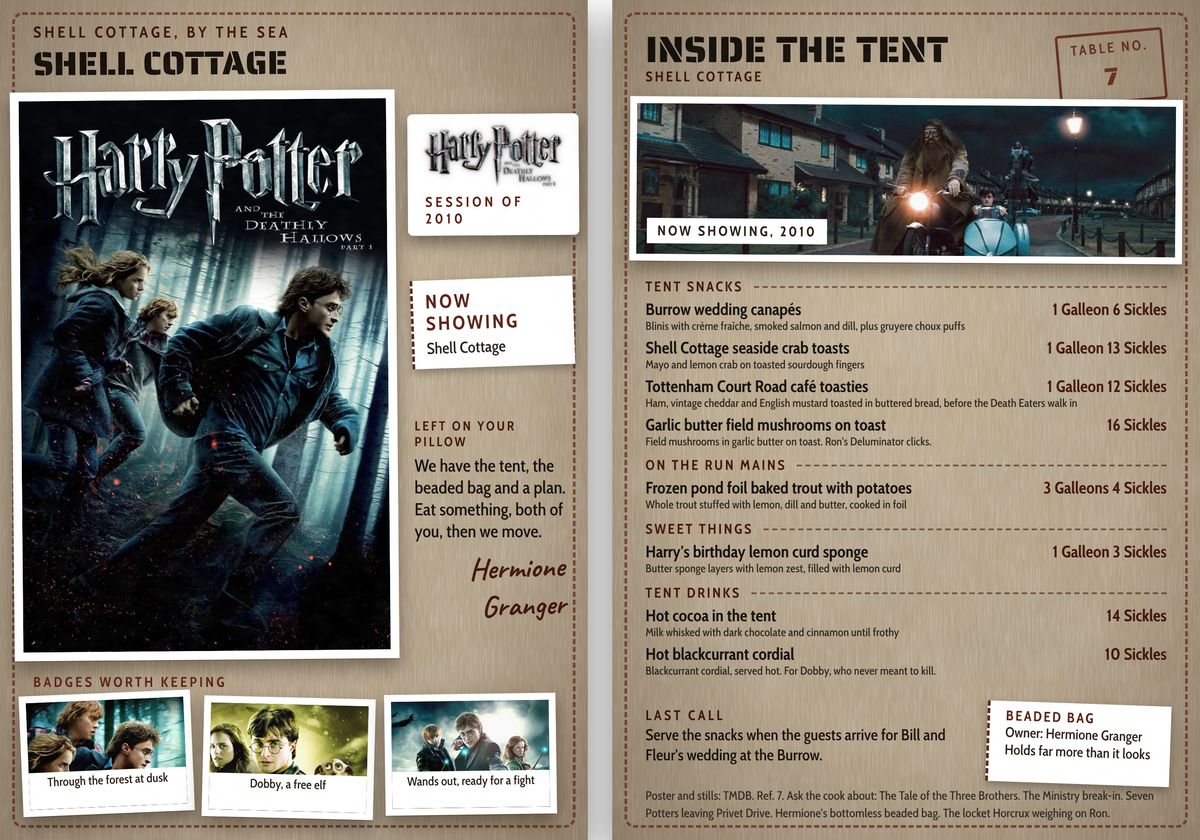 SHELL COTTAGE, BY THE SEA
SHELL COTTAGE
Harry Potter
AND THE
DEATHLY
HALLOWS
PART 1
Harry Potter
AND THE
DEATHLY
HALLOWS
PART 1
SESSION OF
2010
NOW
SHOWING
Shell Cottage
LEFT ON YOUR
PILLOW
We have the tent, the
beaded bag and a plan.
Eat something, both of
you, then we move.
Hermione
Granger
BADGES WORTH KEEPING
Through the forest at dusk
Dobby, a free elf
Wands out, ready for a fight
INSIDE THE TENT
SHELL COTTAGE
TABLE NO.
7
NOW SHOWING, 2010
TENT SNACKS
Burrow wedding canapés 1 Galleon 6 Sickles
Blinis with crème fraîche, smoked salmon and dill, plus gruyere choux puffs
Shell Cottage seaside crab toasts 1 Galleon 13 Sickles
Mayo and lemon crab on toasted sourdough fingers
Tottenham Court Road café toasties 1 Galleon 12 Sickles
Ham, vintage cheddar and English mustard toasted in buttered bread, before the Death Eaters walk in
Garlic butter field mushrooms on toast 16 Sickles
Field mushrooms in garlic butter on toast. Ron's Deluminator clicks.
ON THE RUN MAINS
Frozen pond foil baked trout with potatoes 3 Galleons 4 Sickles
Whole trout stuffed with lemon, dill and butter, cooked in foil
SWEET THINGS
Harry's birthday lemon curd sponge 1 Galleon 3 Sickles
Butter sponge layers with lemon zest, filled with lemon curd
TENT DRINKS
Hot cocoa in the tent 14 Sickles
Milk whisked with dark chocolate and cinnamon until frothy
Hot blackcurrant cordial 10 Sickles
Blackcurrant cordial, served hot. For Dobby, who never meant to kill.
LAST CALL
Serve the snacks when the guests arrive for Bill and
Fleur's wedding at the Burrow.
BEADED BAG
Owner: Hermione Granger
Holds far more than it looks
Poster and stills: TMDB. Ref. 7. Ask the cook about: The Tale of the Three Brothers. The Ministry break-in. Seven
Potters leaving Privet Drive. Hermione's bottomless beaded bag. The locket Horcrux weighing on Ron.